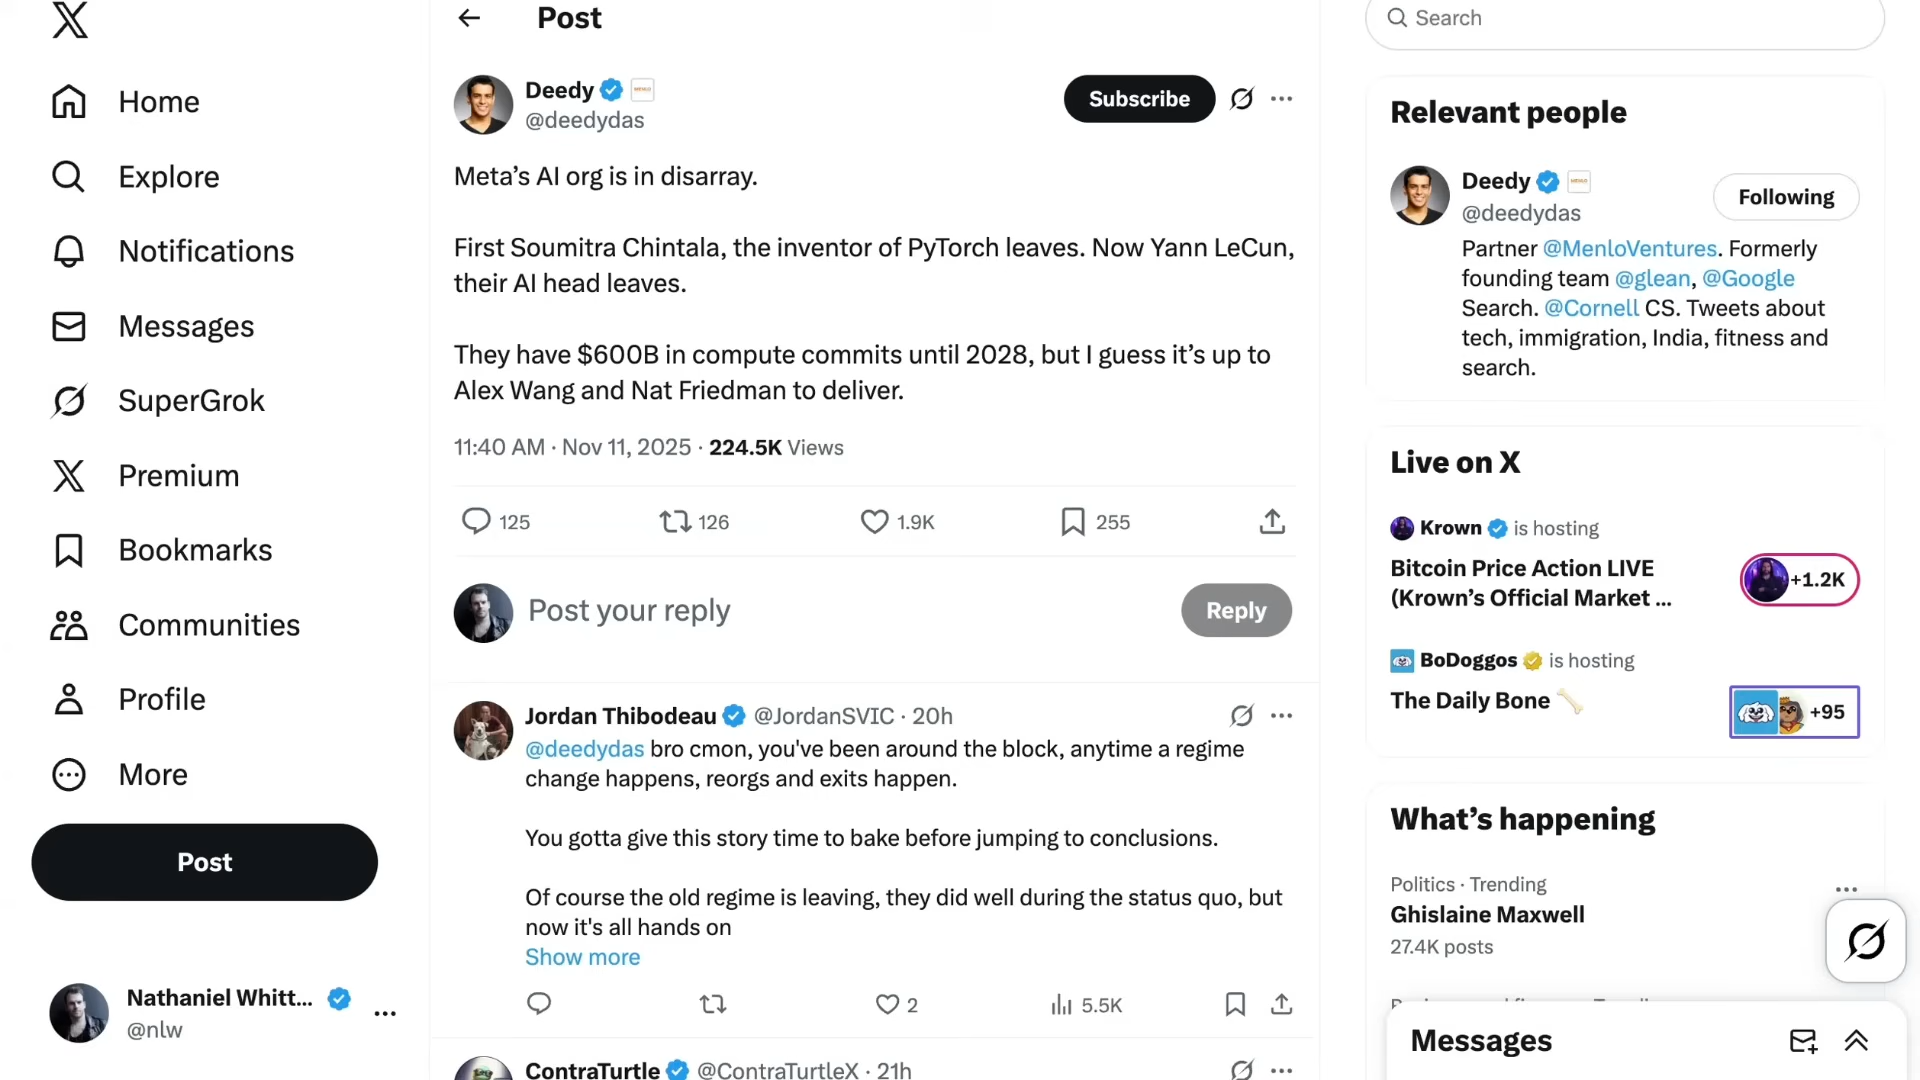 Home
Explore
Notifications
Messages
SuperGrok
Premium
Bookmarks
Communities
Profile
More
Post
Nathaniel Whitt...
@nlw
Post
Deedy
@deedydas
Subscribe
Meta’s AI org is in disarray.
First Soumitra Chintala, the inventor of PyTorch leaves. Now Yann LeCun,
their AI head leaves.
They have $600B in compute commits until 2028, but I guess it’s up to
Alex Wang and Nat Friedman to deliver.
11:40 AM · Nov 11, 2025 · 224.5K Views
125 126 1.9K 255
Post your reply
Reply
Jordan Thibodeau @JordanSVIC · 20h
@deedydas bro cmon, you've been around the block, anytime a regime
change happens, reorgs and exits happen.
You gotta give this story time to bake before jumping to conclusions.
Of course the old regime is leaving, they did well during the status quo, but
now it's all hands on
Show more
2 5.5K
ContraTurtle @ContraTurtleX · 21h
Search
Relevant people
Deedy
@deedydas
Following
Partner @MenloVentures. Formerly
founding team @glean, @Google
Search. @Cornell CS. Tweets about
tech, immigration, India, fitness and
search.
Live on X
Krown is hosting
Bitcoin Price Action LIVE
(Krown’s Official Market ...
+1.2K
BoDoggos is hosting
The Daily Bone
+95
What’s happening
Politics · Trending
Ghislaine Maxwell
27.4K posts
Messages